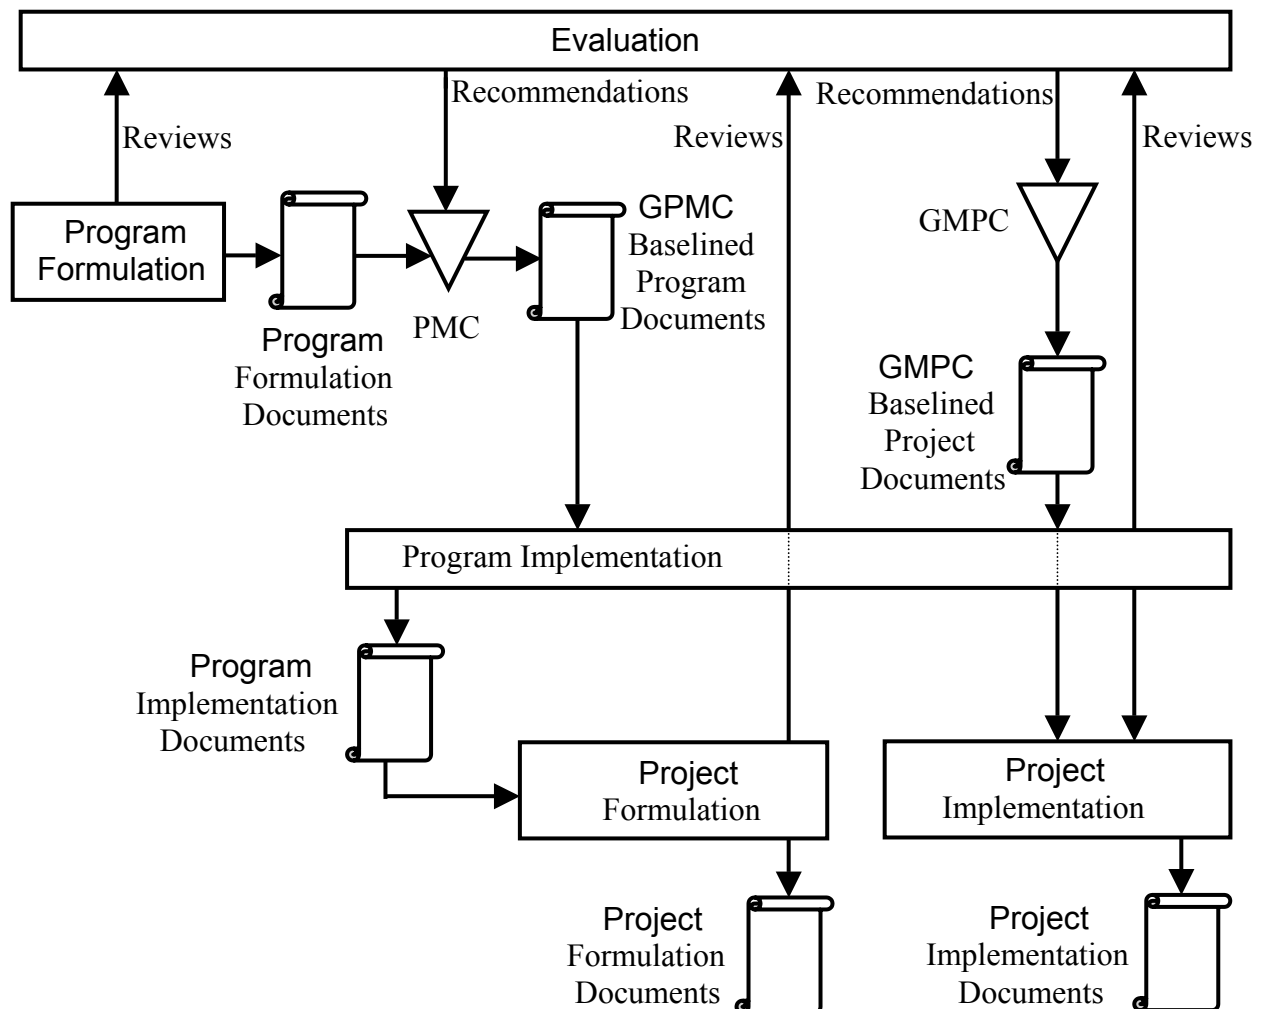 Evaluation
Recommendations
Recommendations
Reviews
Reviews
Reviews
Program
Formulation
GPMC
Baselined
Program
Documents
GMPC
PMC
Program
Formulation
Documents
GMPC
Baselined
Project
Documents
Program Implementation
Program
Implementation
Documents
Project
Formulation
Project
Implementation
Project
Formulation
Documents
Project
Implementation
Documents